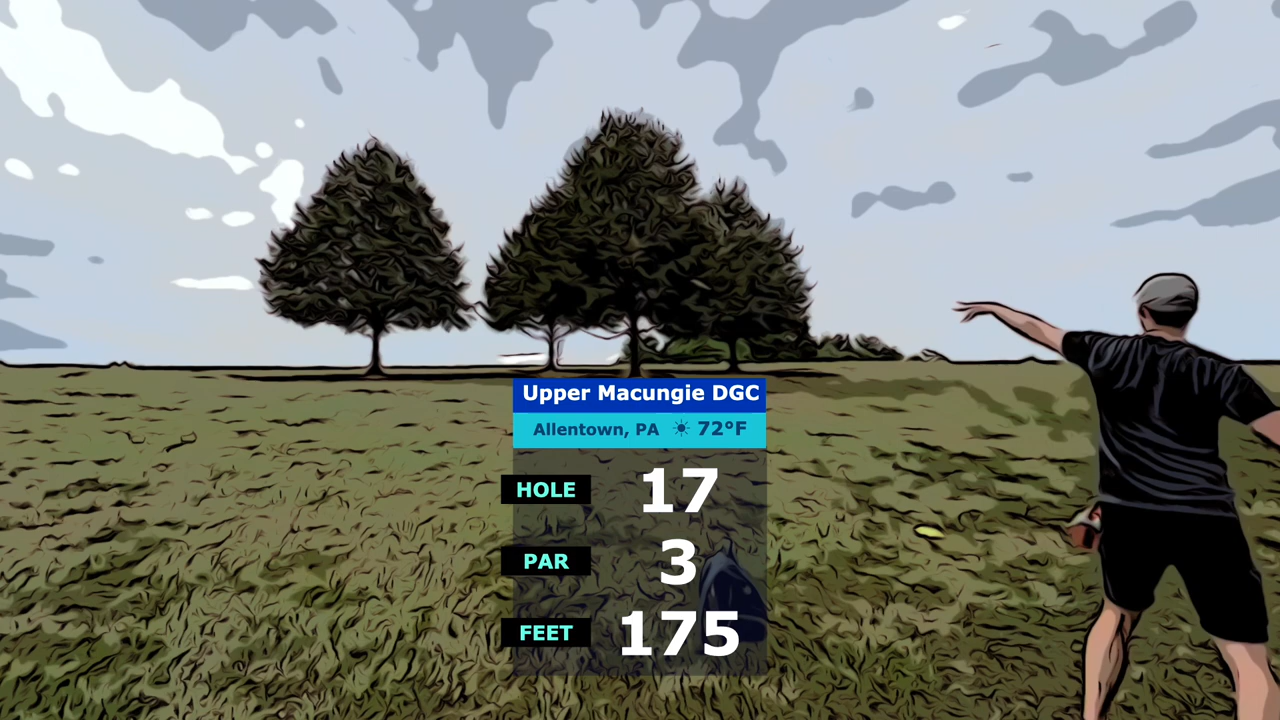 Upper Macungie DGC
Allentown, PA ☀ 72°F
HOLE 17
PAR 3
FEET 175